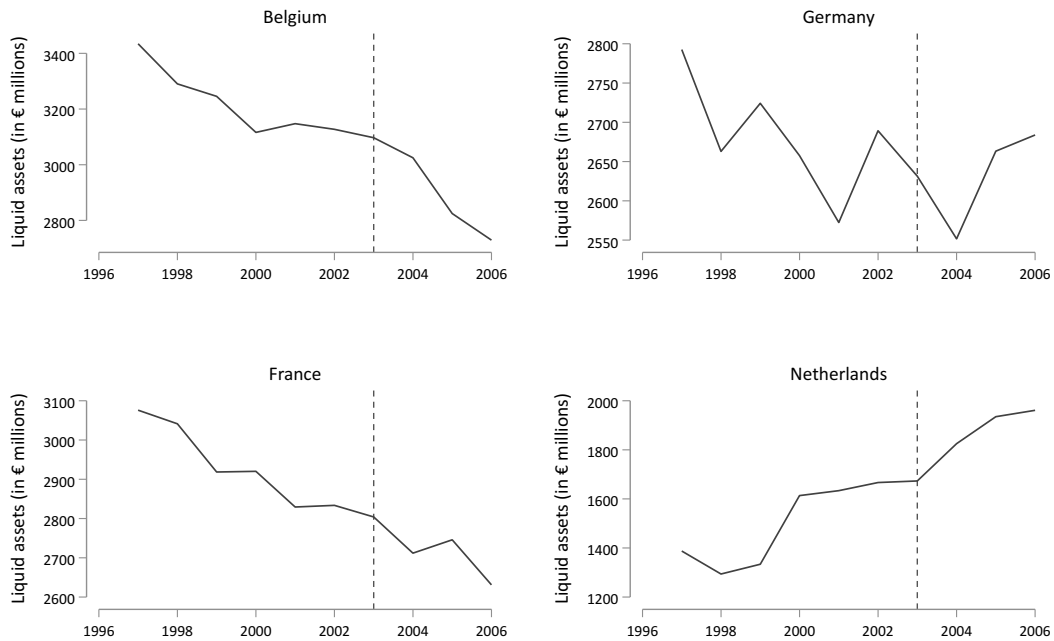 Belgium
Liquid assets (in € millions)
3400
3200
3000
2800
1996 1998 2000 2002 2004 2006
Germany
Liquid assets (in € millions)
2800
2750
2700
2650
2600
2550
1996 1998 2000 2002 2004 2006
France
Liquid assets (in € millions)
3100
3000
2900
2800
2700
2600
1996 1998 2000 2002 2004 2006
Netherlands
Liquid assets (in € millions)
2000
1800
1600
1400
1200
1996 1998 2000 2002 2004 2006